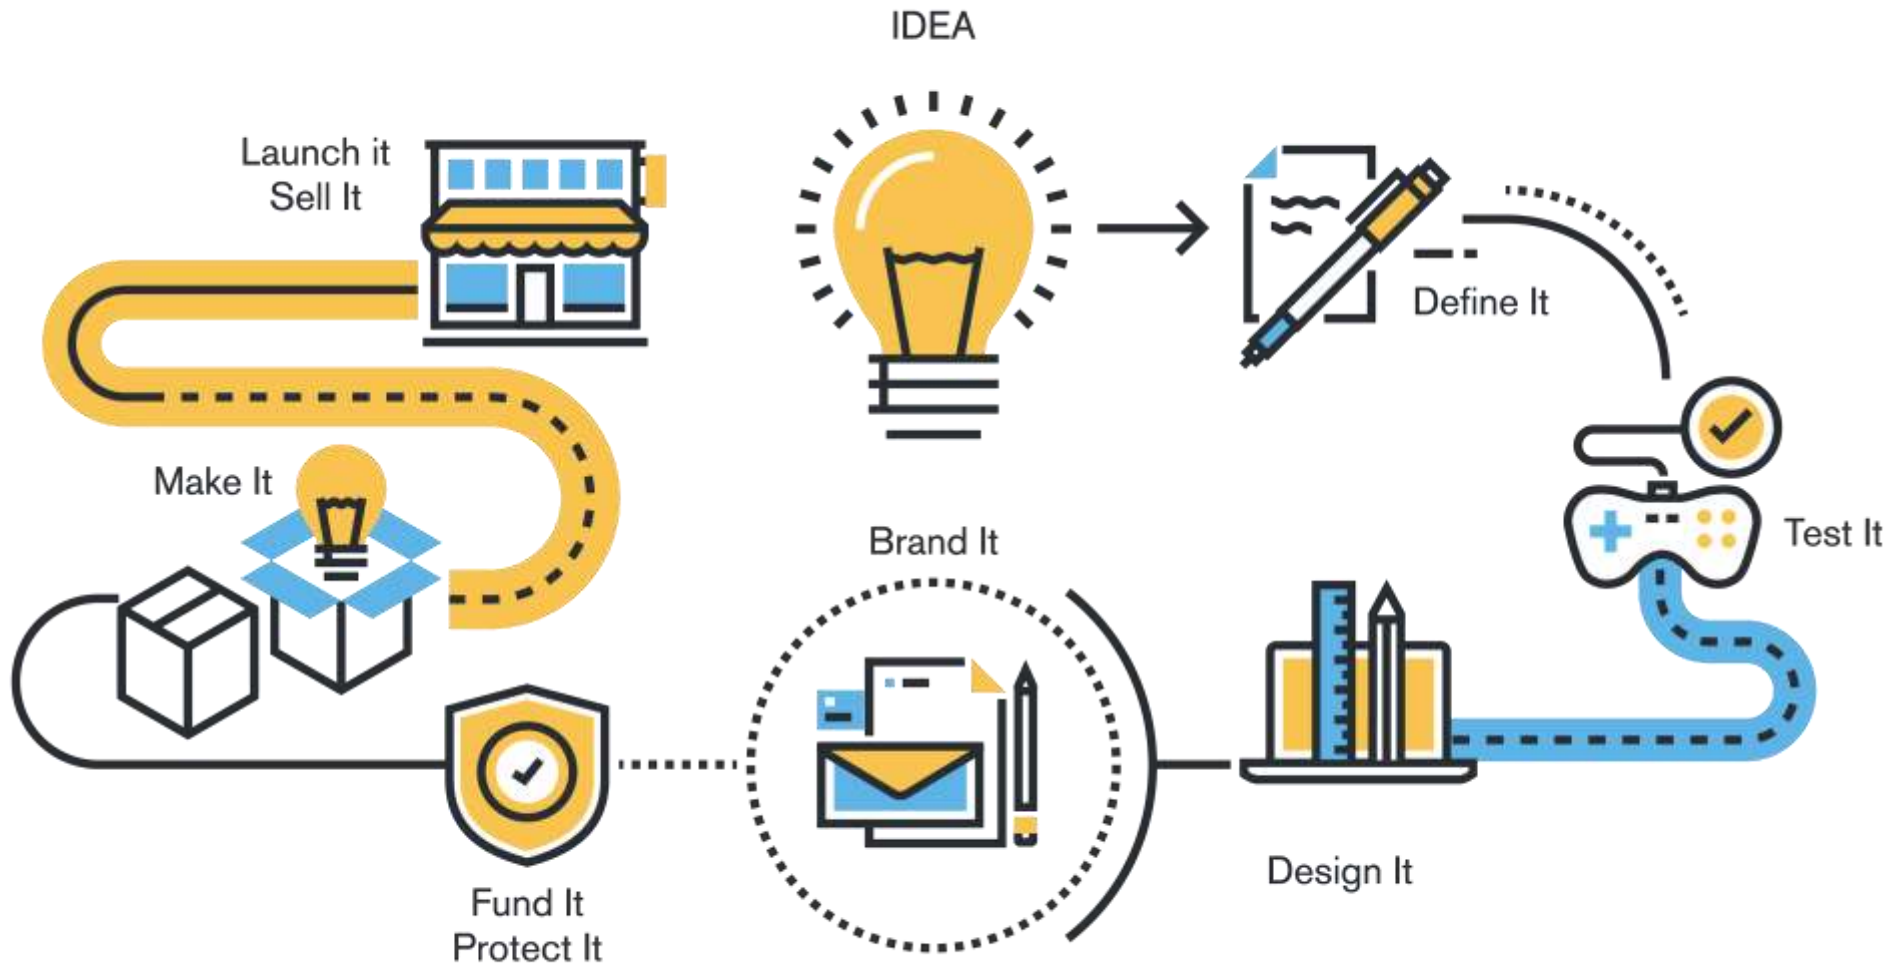 IDEA
Define It
Test It
Design It
Brand It
Fund It
Protect It
Make It
Launch it
Sell It